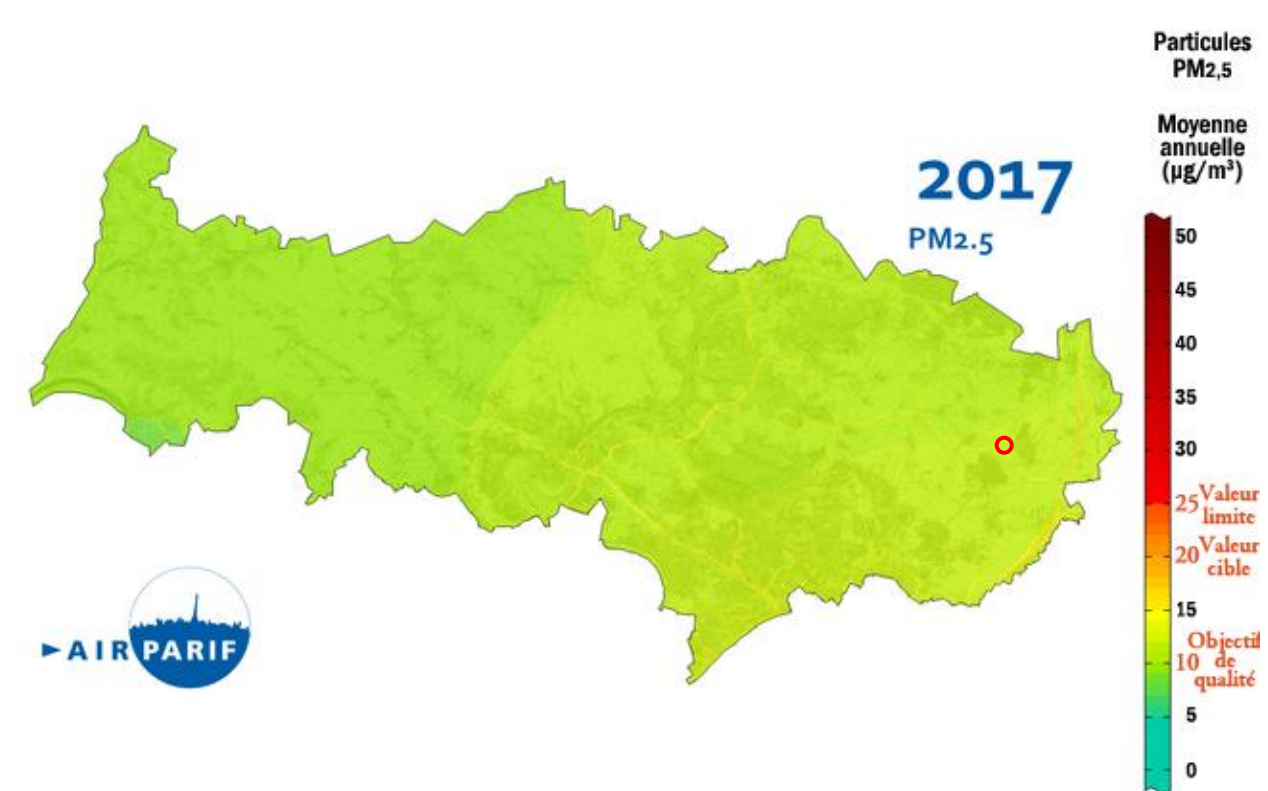 Particules
PM2,5
Moyenne
annuelle
(µg/m³)
2017
PM2.5
50
45
40
35
30
25 Valeur
limite
20 Valeur
cible
15
Objectif
10 de
qualité
5
0
AIRPARIF